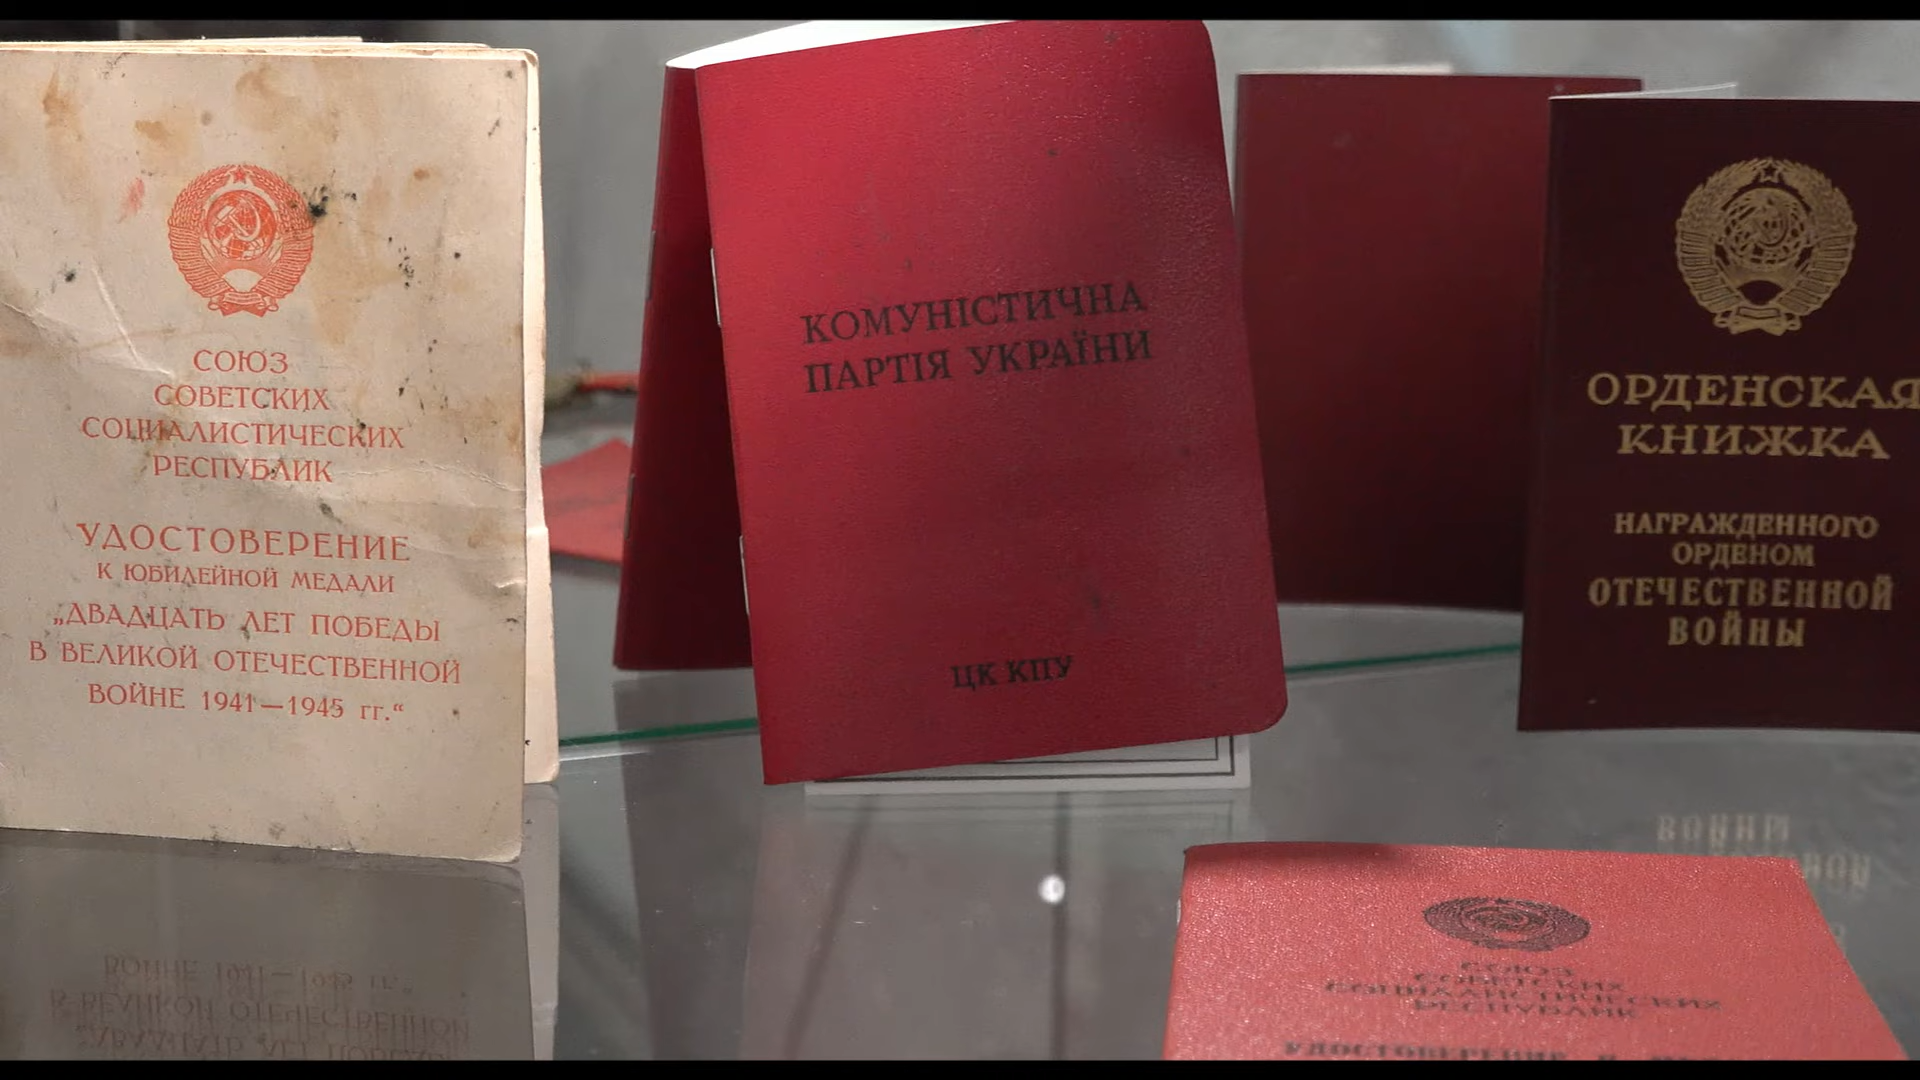 СОЮЗ
СОВЕТСКИХ
СОЦИАЛИСТИЧЕСКИХ
РЕСПУБЛИК
УДОСТОВЕРЕНИЕ
К ЮБИЛЕЙНОЙ МЕДАЛИ
„ДВАДЦАТЬ ЛЕТ ПОБЕДЫ
В ВЕЛИКОЙ ОТЕЧЕСТВЕННОЙ
ВОЙНЕ 1941—1945 гг.“
КОМУНІСТИЧНА
ПАРТІЯ УКРАЇНИ
ЦК КПУ
ОРДЕНСКАЯ
КНИЖКА
НАГРАЖДЕННОГО
ОРДЕНОМ
ОТЕЧЕСТВЕННОЙ
ВОЙНЫ
СОЮЗ
СОВЕТСКИХ
СОЦИАЛИСТИЧЕСКИХ
РЕСПУБЛИК
УДОСТОВЕРЕНИЕ К